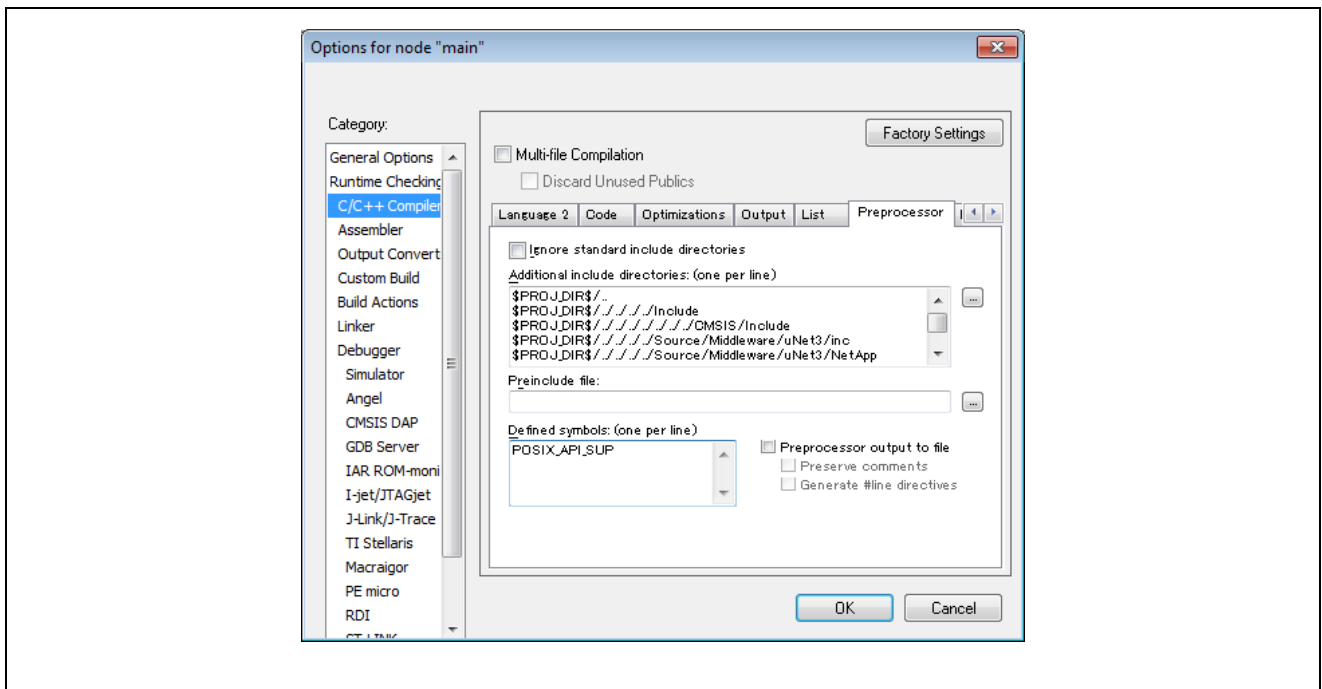 Options for node "main"
Category:
Factory Settings
General Options
Runtime Checking
C/C++ Compiler
Assembler
Output Convert
Custom Build
Build Actions
Linker
Debugger
Simulator
Angel
CMSIS DAP
GDB Server
IAR ROM-moni
I-jet/JTAGjet
J-Link/J-Trace
TI Stellaris
Macraigor
PE micro
RDI
ST-LINK
Multi-file Compilation
Discard Unused Publics
Language 2 Code Optimizations Output List Preprocessor
Ignore standard include directories
Additional include directories: (one per line)
$PROJ_DIR$/..
$PROJ_DIR$/././././../Include
$PROJ_DIR$/./././././././CMSIS/Include
$PROJ_DIR$/././././../Source/Middleware/uNet3/inc
$PROJ_DIR$/././././../Source/Middleware/uNet3/NetApp
...
Preinclude file:
...
Defined symbols: (one per line)
POSIX_API_SUP
Preprocessor output to file
Preserve comments
Generate #line directives
OK Cancel